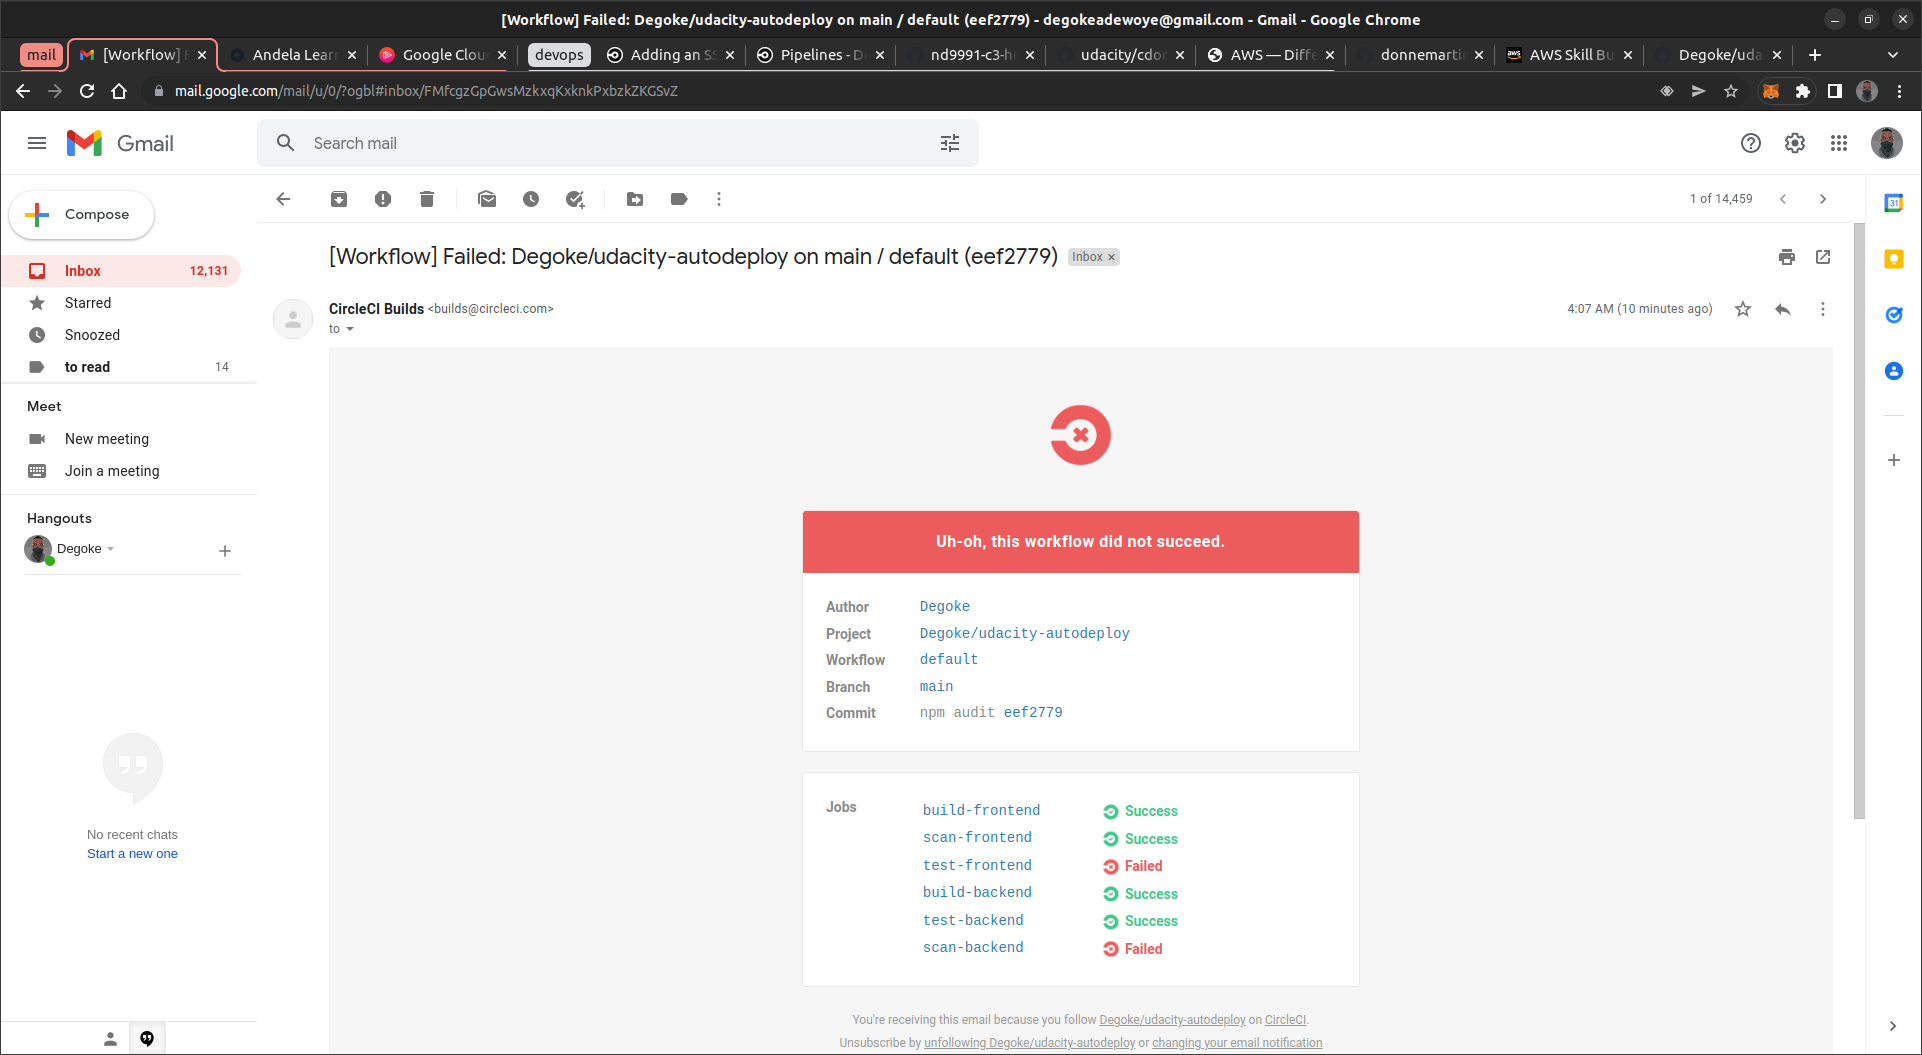 [Workflow] Failed: Degoke/udacity-autodeploy on main / default (eef2779) - degokeadewoye@gmail.com - Gmail - Google Chrome
mail [Workflow] F Andela Learn Google Clou devops Adding an SS Pipelines - D nd9991-c3-he udacity/cdon AWS — Diffe donnemartin AWS Skill Bu Degoke/uda
mail.google.com/mail/u/0/?ogbl#inbox/FMfcgzGpGwsMzkxqKxknkPxbzkZKGSvZ
Gmail
Search mail
Compose
1 of 14,459
[Workflow] Failed: Degoke/udacity-autodeploy on main / default (eef2779) Inbox ×
Inbox 12,131
Starred
Snoozed
to read 14
CircleCI Builds <builds@circleci.com>
4:07 AM (10 minutes ago)
to
Meet
New meeting
Join a meeting
Hangouts
Degoke
No recent chats
Start a new one
Uh-oh, this workflow did not succeed.
Author Degoke
Project Degoke/udacity-autodeploy
Workflow default
Branch main
Commit npm audit eef2779
Jobs build-frontend Success
scan-frontend Success
test-frontend Failed
build-backend Success
test-backend Success
scan-backend Failed
You're receiving this email because you follow Degoke/udacity-autodeploy on CircleCI.
Unsubscribe by unfollowing Degoke/udacity-autodeploy or changing your email notification
31